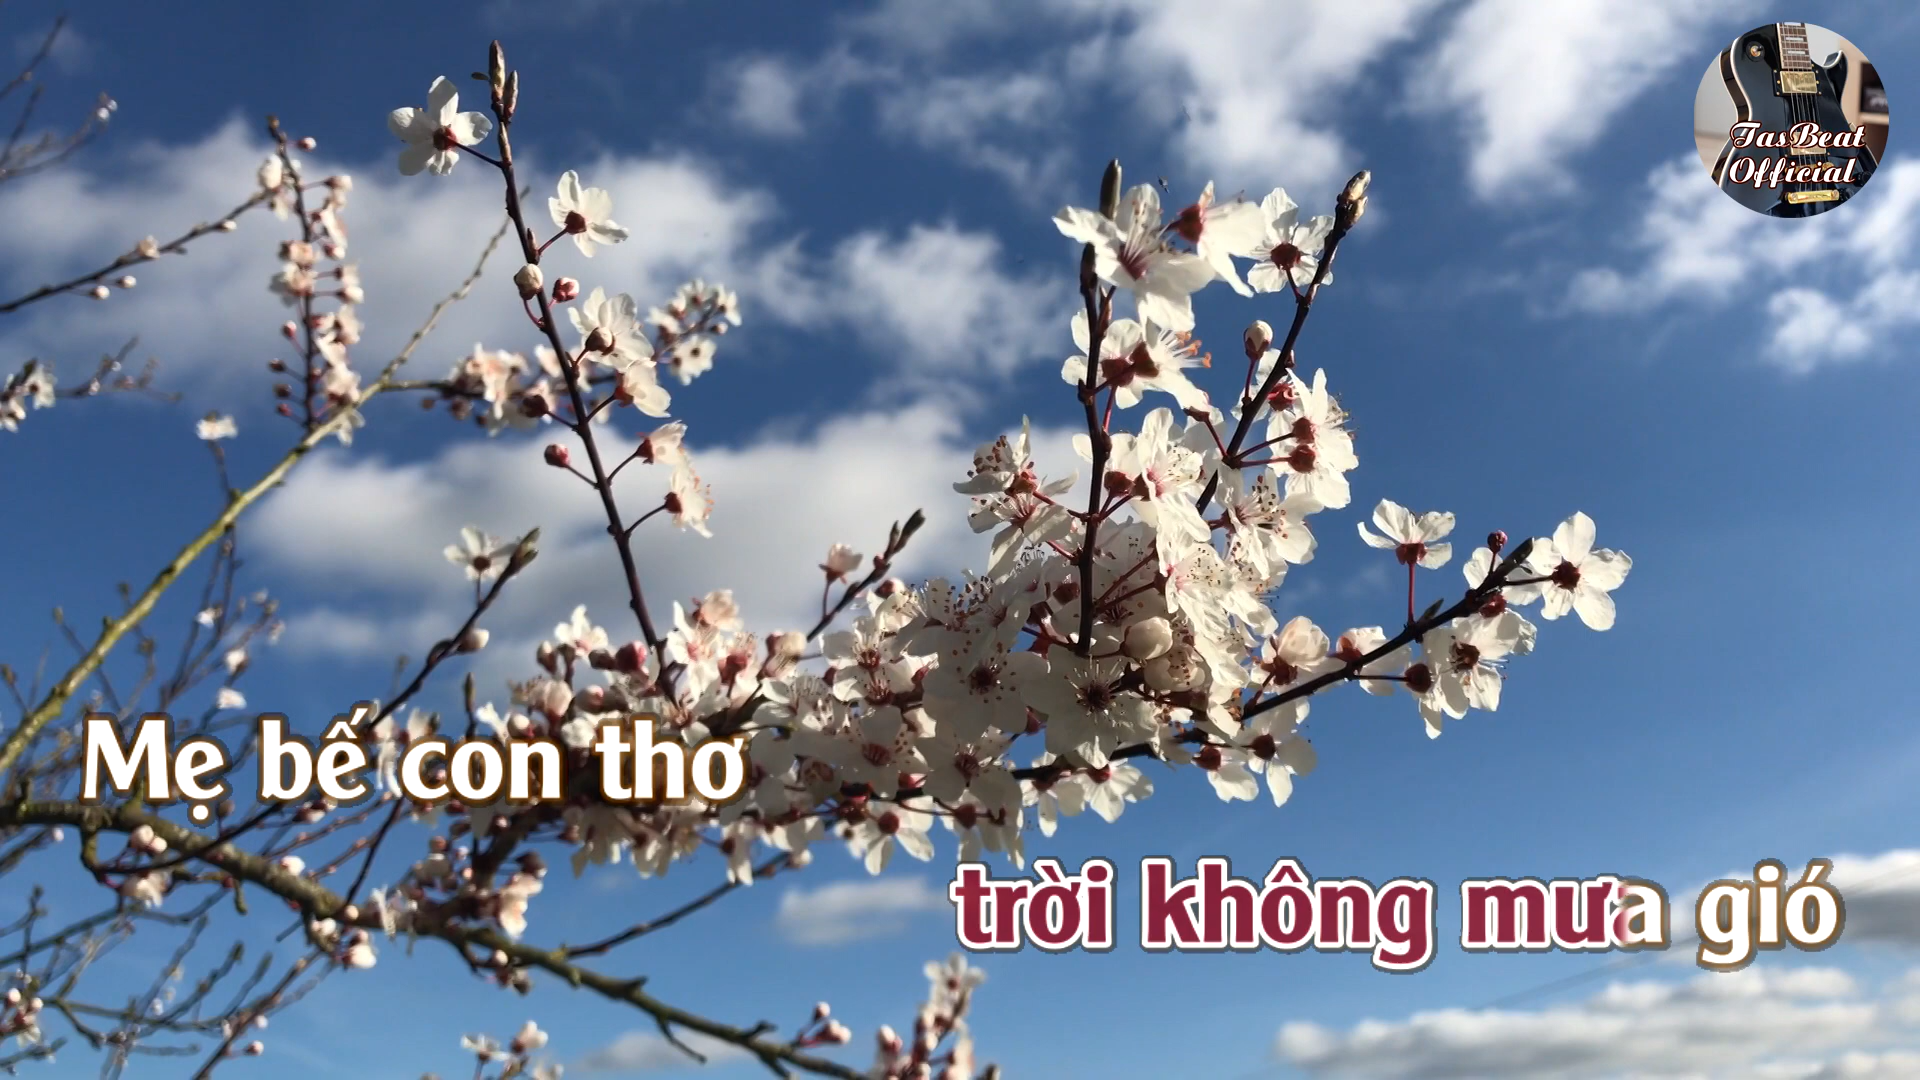 TasBeat
Official
Mẹ bế con thơ
trời không mưa gió